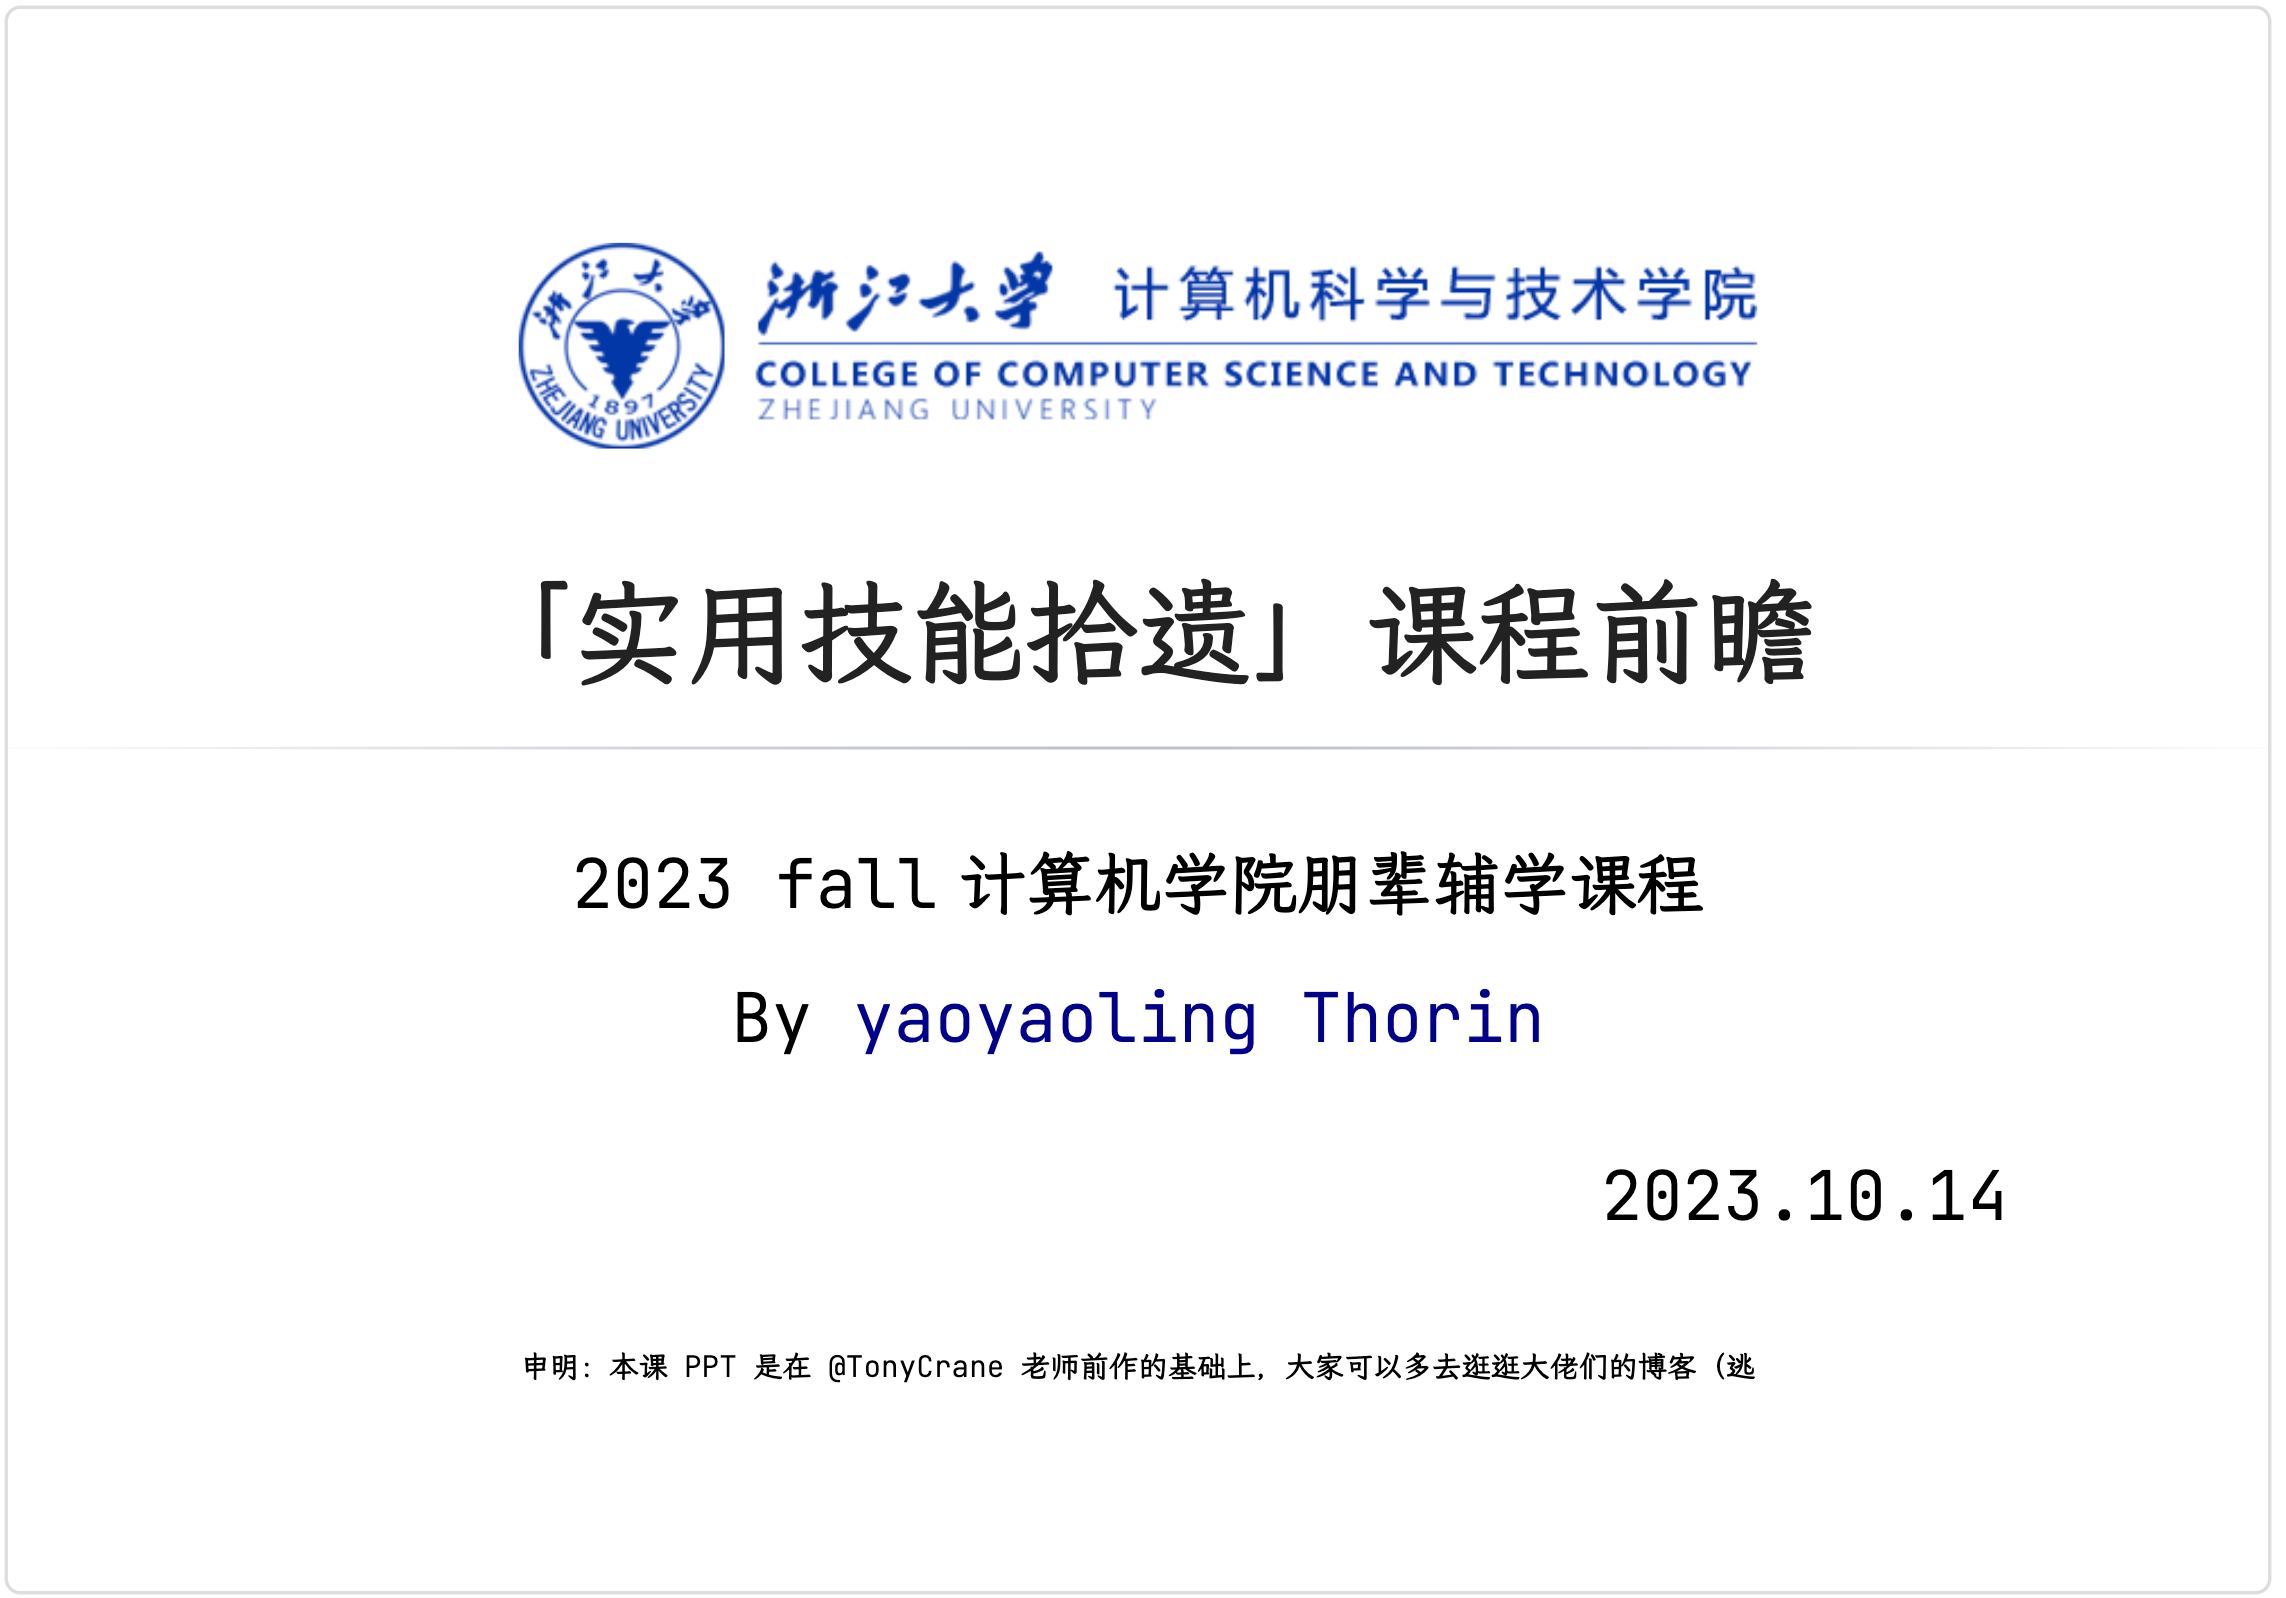 浙江大学
ZHEJIANG UNIVERSITY
1897
浙江大学 计算机科学与技术学院
COLLEGE OF COMPUTER SCIENCE AND TECHNOLOGY
ZHEJIANG UNIVERSITY
「实用技能拾遗」 课程前瞻
2023 fall 计算机学院朋辈辅学课程
By yaoyaoling Thorin
2023.10.14
申明：本课 PPT 是在 @TonyCrane 老师前作的基础上，大家可以多去逛逛大佬们的博客（逃